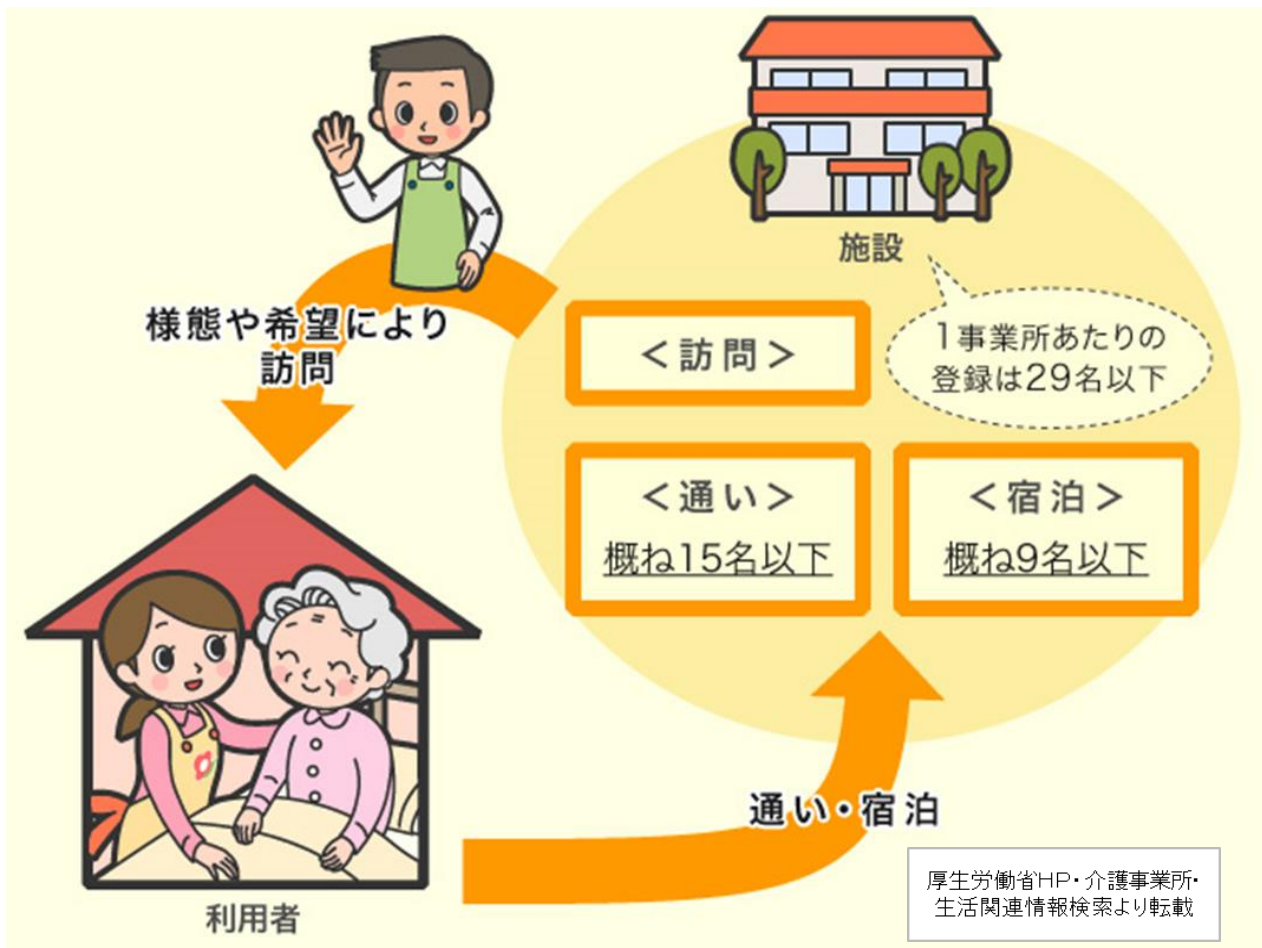 施設
様態や希望により
訪問
＜訪問＞
1事業所あたりの
登録は29名以下
＜通い＞
概ね15名以下
＜宿泊＞
概ね9名以下
通い・宿泊
利用者
厚生労働省HP・介護事業所・
生活関連情報検索より転載